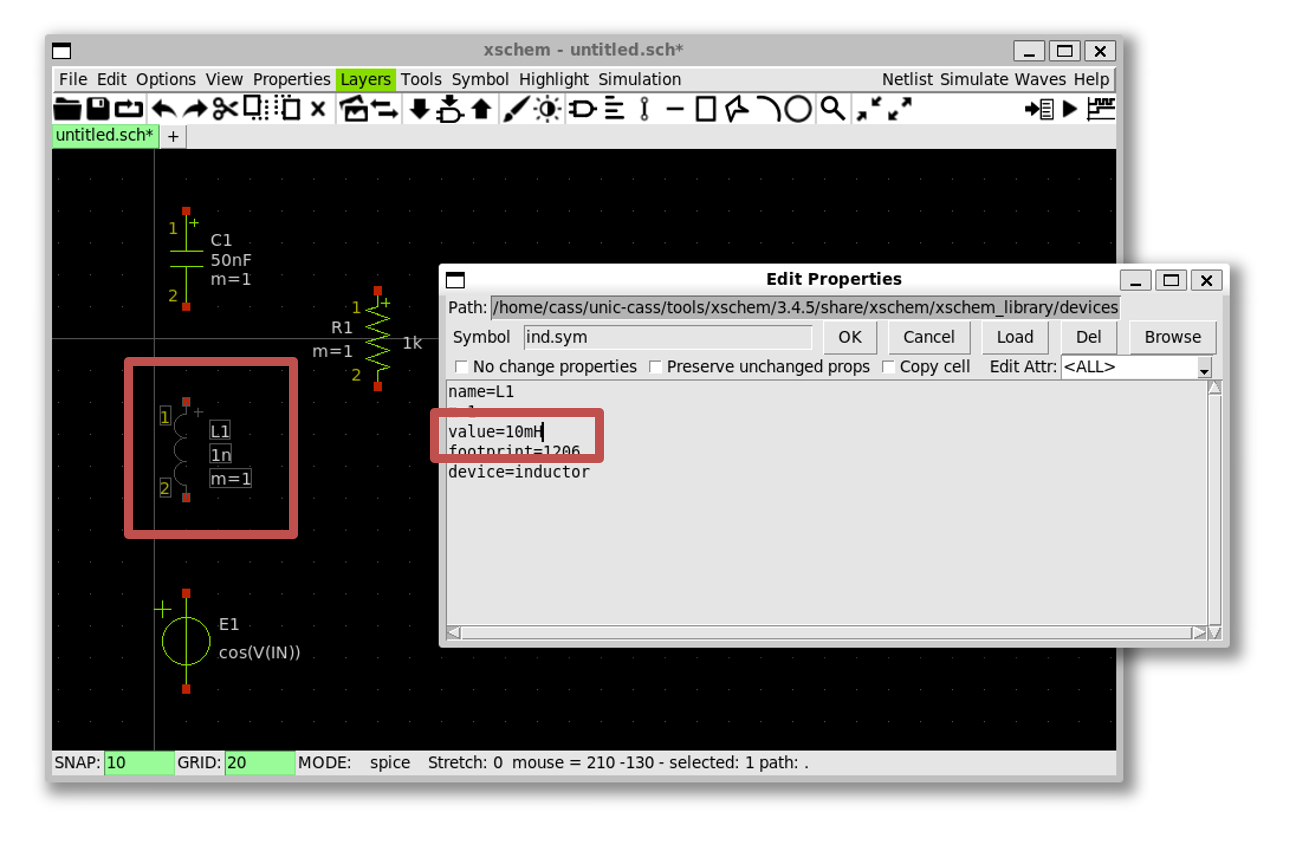 xschem - untitled.sch*
File Edit Options View Properties Layers Tools Symbol Highlight Simulation Netlist Simulate Waves Help
untitled.sch* +
1
C1
50nF
m=1
2
1
R1
1k
m=1
2
1
L1
1n
m=1
2
E1
cos(V(IN))
Edit Properties
Path: /home/cass/unic-cass/tools/xschem/3.4.5/share/xschem/xschem_library/devices
Symbol ind.sym OK Cancel Load Del Browse
No change properties Preserve unchanged props Copy cell Edit Attr: <ALL>
name=L1
value=10mH
footprint=1206
device=inductor
SNAP: 10 GRID: 20 MODE: spice Stretch: 0 mouse = 210 -130 - selected: 1 path: .